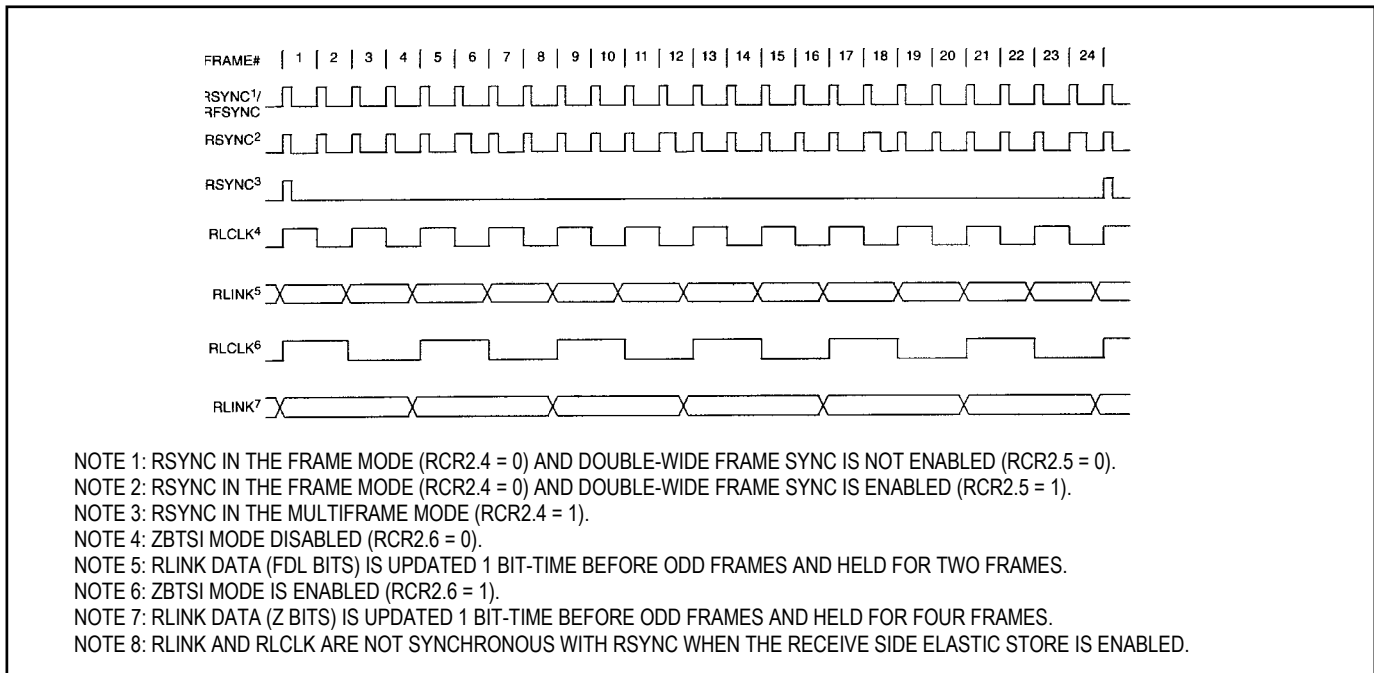 FRAME# | 1 | 2 | 3 | 4 | 5 | 6 | 7 | 8 | 9 | 10 | 11 | 12 | 13 | 14 | 15 | 16 | 17 | 18 | 19 | 20 | 21 | 22 | 23 | 24 |
RSYNC¹/
RFSYNC
RSYNC²
RSYNC³
RLCLK⁴
RLINK⁵
RLCLK⁶
RLINK⁷
NOTE 1: RSYNC IN THE FRAME MODE (RCR2.4 = 0) AND DOUBLE-WIDE FRAME SYNC IS NOT ENABLED (RCR2.5 = 0).
NOTE 2: RSYNC IN THE FRAME MODE (RCR2.4 = 0) AND DOUBLE-WIDE FRAME SYNC IS ENABLED (RCR2.5 = 1).
NOTE 3: RSYNC IN THE MULTIFRAME MODE (RCR2.4 = 1).
NOTE 4: ZBTSI MODE DISABLED (RCR2.6 = 0).
NOTE 5: RLINK DATA (FDL BITS) IS UPDATED 1 BIT-TIME BEFORE ODD FRAMES AND HELD FOR TWO FRAMES.
NOTE 6: ZBTSI MODE IS ENABLED (RCR2.6 = 1).
NOTE 7: RLINK DATA (Z BITS) IS UPDATED 1 BIT-TIME BEFORE ODD FRAMES AND HELD FOR FOUR FRAMES.
NOTE 8: RLINK AND RLCLK ARE NOT SYNCHRONOUS WITH RSYNC WHEN THE RECEIVE SIDE ELASTIC STORE IS ENABLED.